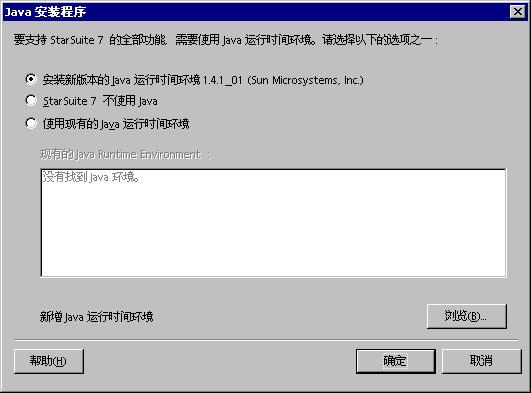 Java 安装程序
要支持 StarSuite 7 的全部功能，需要使用 Java 运行时间环境。请选择以下的选项之一：
安装新版本的 Java 运行时间环境 1.4.1_01 (Sun Microsystems, Inc.)
StarSuite 7 不使用 Java
使用现有的 Java 运行时间环境
现有的 Java Runtime Environment ：
没有找到 Java 环境。
新增 Java 运行时间环境
浏览(B)...
帮助(H)
确定
取消